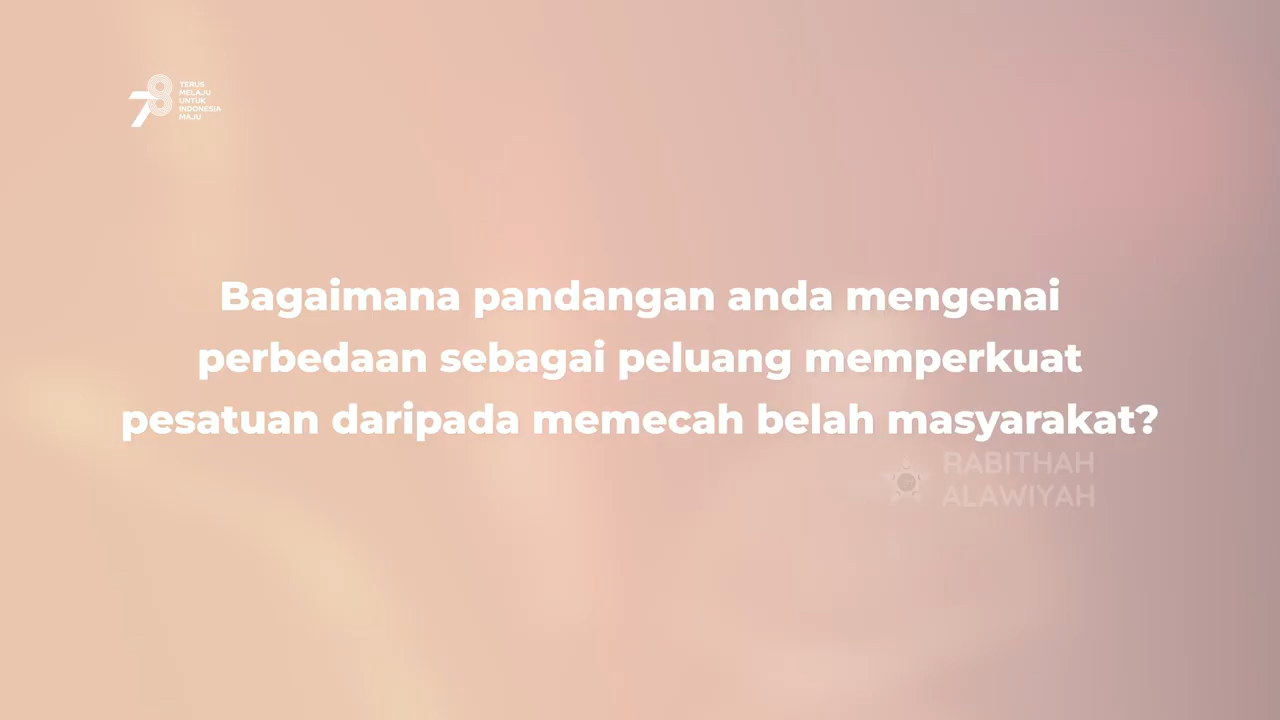 78
TERUS
MELAJU
UNTUK
INDONESIA
MAJU
Bagaimana pandangan anda mengenai
perbedaan sebagai peluang memperkuat
pesatuan daripada memecah belah masyarakat?
RABITHAH
ALAWIYAH